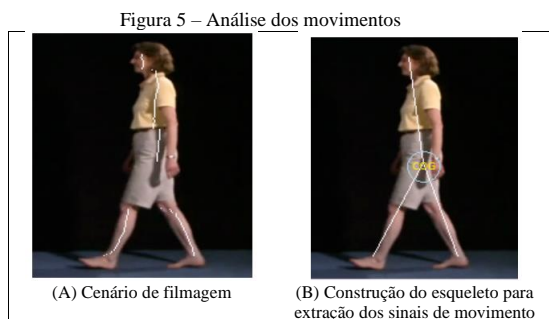 Figura 5 – Análise dos movimentos
COG
(A) Cenário de filmagem
(B) Construção do esqueleto para
extração dos sinais de movimento